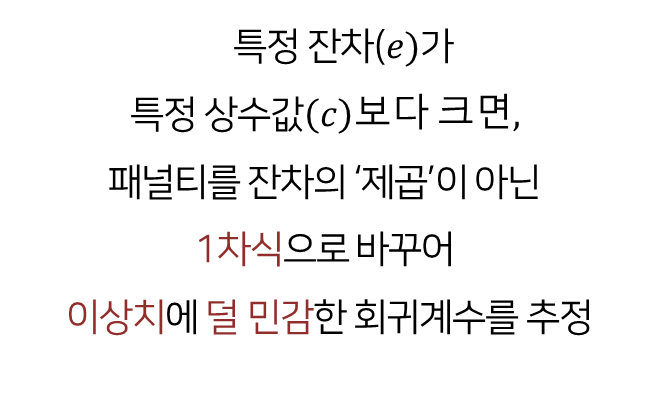 특정 잔차(e)가
특정 상수값(c)보다 크면,
패널티를 잔차의 ‘제곱’이 아닌
1차식으로 바꾸어
이상치에 덜 민감한 회귀계수를 추정